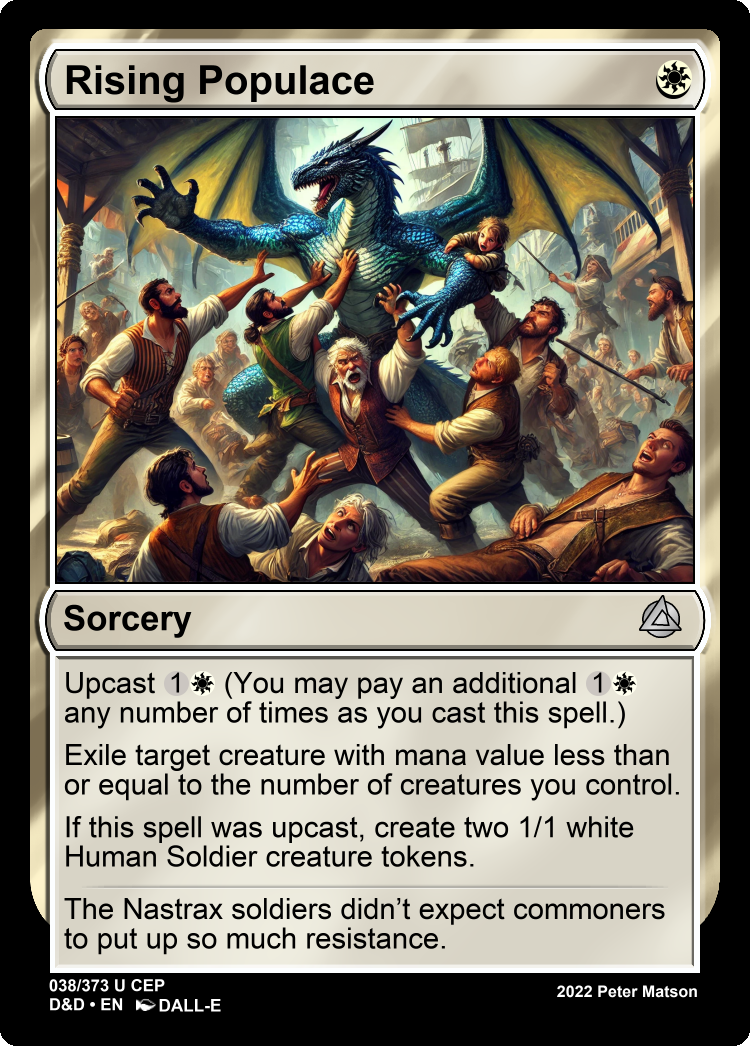 Rising Populace
Sorcery
Upcast 1 (You may pay an additional 1
any number of times as you cast this spell.)
Exile target creature with mana value less than
or equal to the number of creatures you control.
If this spell was upcast, create two 1/1 white
Human Soldier creature tokens.
The Nastrax soldiers didn’t expect commoners
to put up so much resistance.
038/373 U CEP
D&D • EN DALL-E
2022 Peter Matson